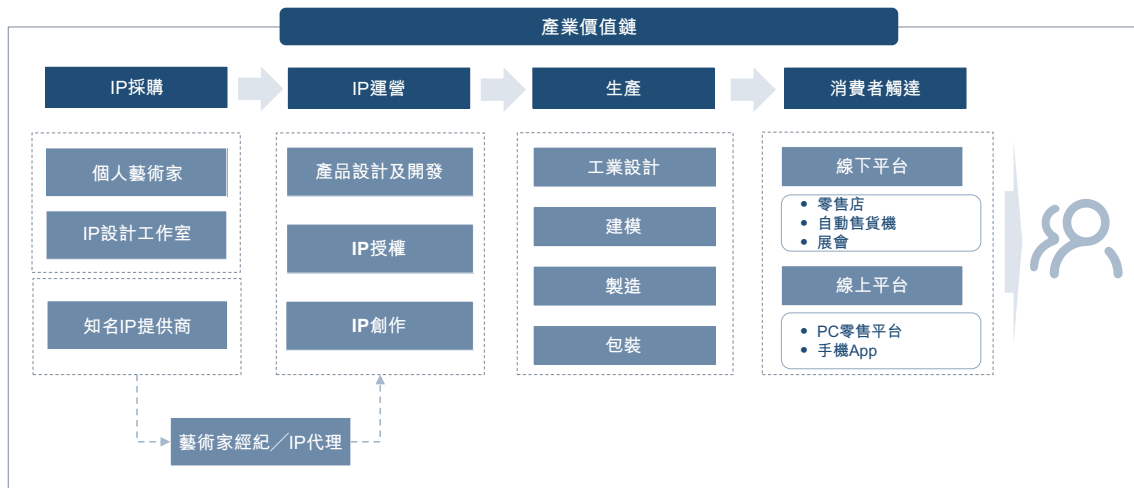 產業價值鏈
IP採購
IP運營
生產
消費者觸達
個人藝術家
IP設計工作室
知名IP提供商
產品設計及開發
IP授權
IP創作
工業設計
建模
製造
包裝
線下平台
• 零售店
• 自動售貨機
• 展會
線上平台
• PC零售平台
• 手機App
藝術家經紀／IP代理